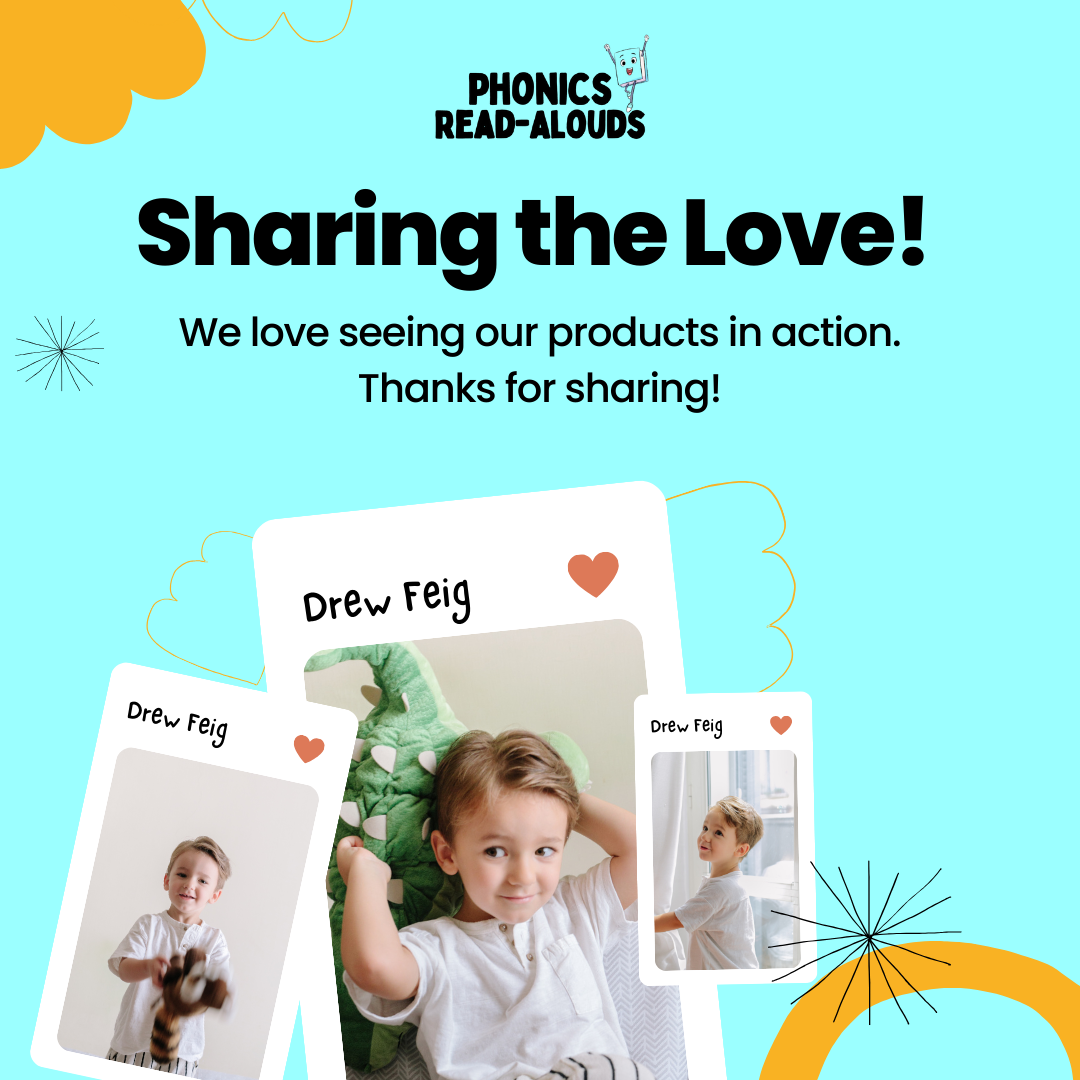 PHONICS
READ-ALOUDS
Sharing the Love!
We love seeing our products in action.
Thanks for sharing!
Drew Feig
Drew Feig
Drew Feig